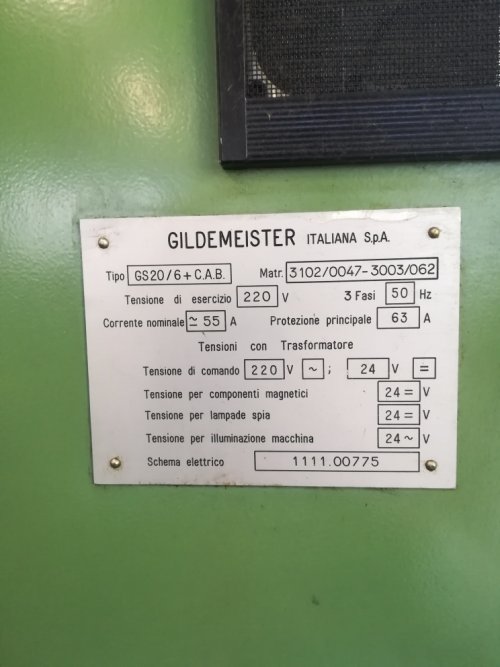 GILDEMEISTER ITALIANA S.p.A.
Tipo GS20/6+C.A.B. Matr. 3102/0047-3003/062
Tensione di esercizio 220 V 3 Fasi 50 Hz
Corrente nominale ≃ 55 A Protezione principale 63 A
Tensioni con Trasformatore
Tensione di comando 220 V ~ ; 24 V =
Tensione per componenti magnetici 24 = V
Tensione per lampade spia 24 = V
Tensione per illuminazione macchina 24 ~ V
Schema elettrico 1111.00775